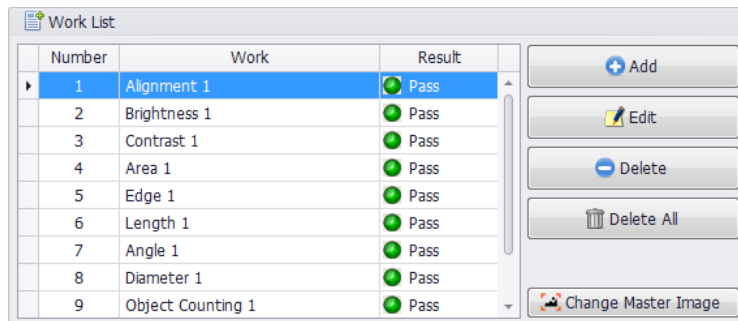 Work List
Number Work Result
1 Alignment 1 Pass
2 Brightness 1 Pass
3 Contrast 1 Pass
4 Area 1 Pass
5 Edge 1 Pass
6 Length 1 Pass
7 Angle 1 Pass
8 Diameter 1 Pass
9 Object Counting 1 Pass
Add
Edit
Delete
Delete All
Change Master Image